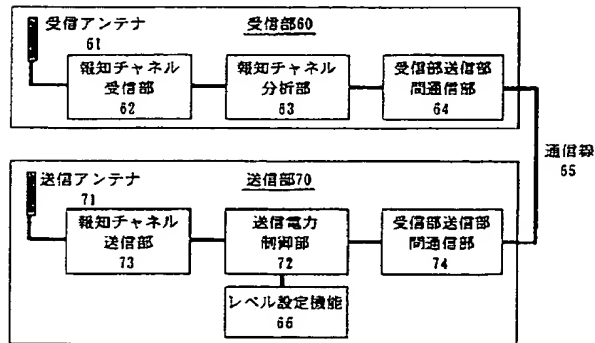 受信アンテナ
61
受信部60
報知チャネル
受信部
62
報知チャネル
分析部
63
受信部送信部
間通信部
64
通信線
65
送信アンテナ
71
送信部70
報知チャネル
送信部
73
送信電力
制御部
72
受信部送信部
間通信部
74
レベル設定機能
66